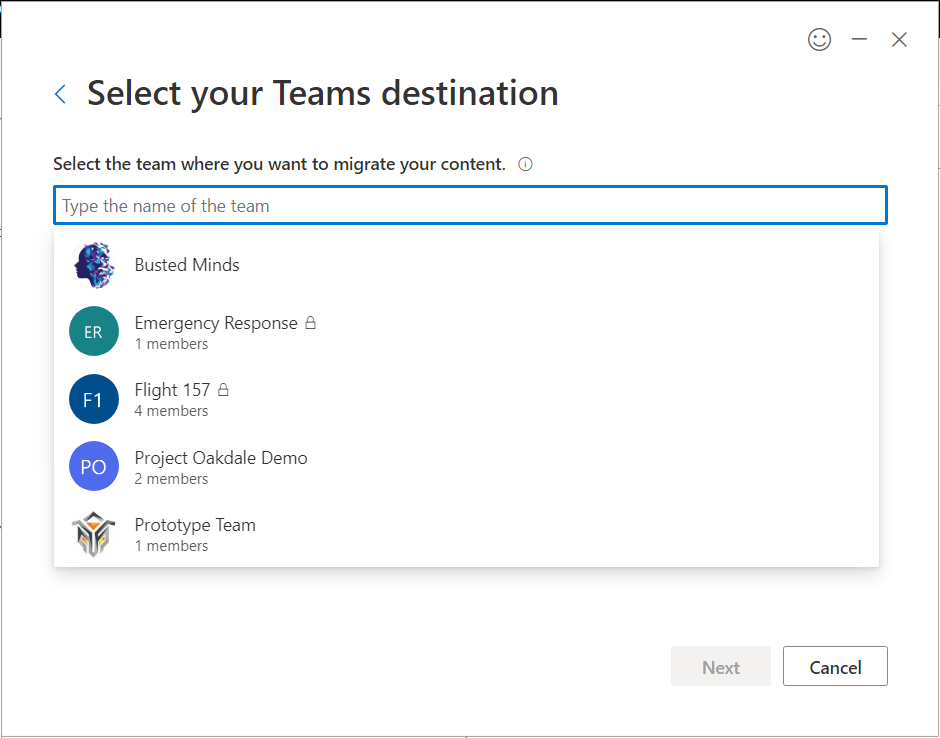 Select your Teams destination
Select the team where you want to migrate your content.
Type the name of the team
Busted Minds
ER
Emergency Response
1 members
F1
Flight 157
4 members
PO
Project Oakdale Demo
2 members
Prototype Team
1 members
Next
Cancel